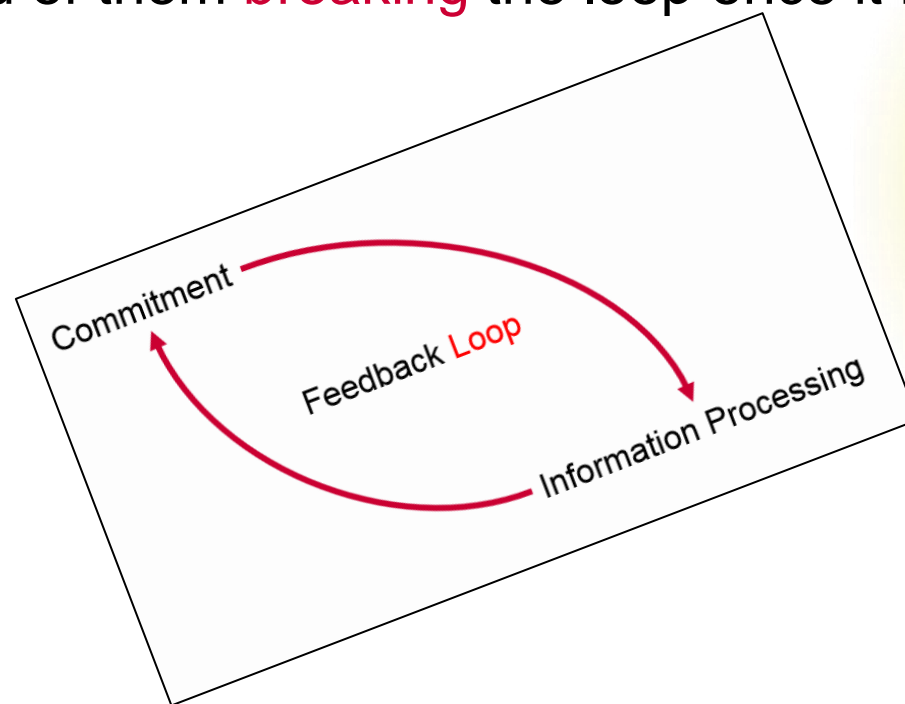 of them breaking the loop once it
Commitment
Feedback Loop
Information Processing